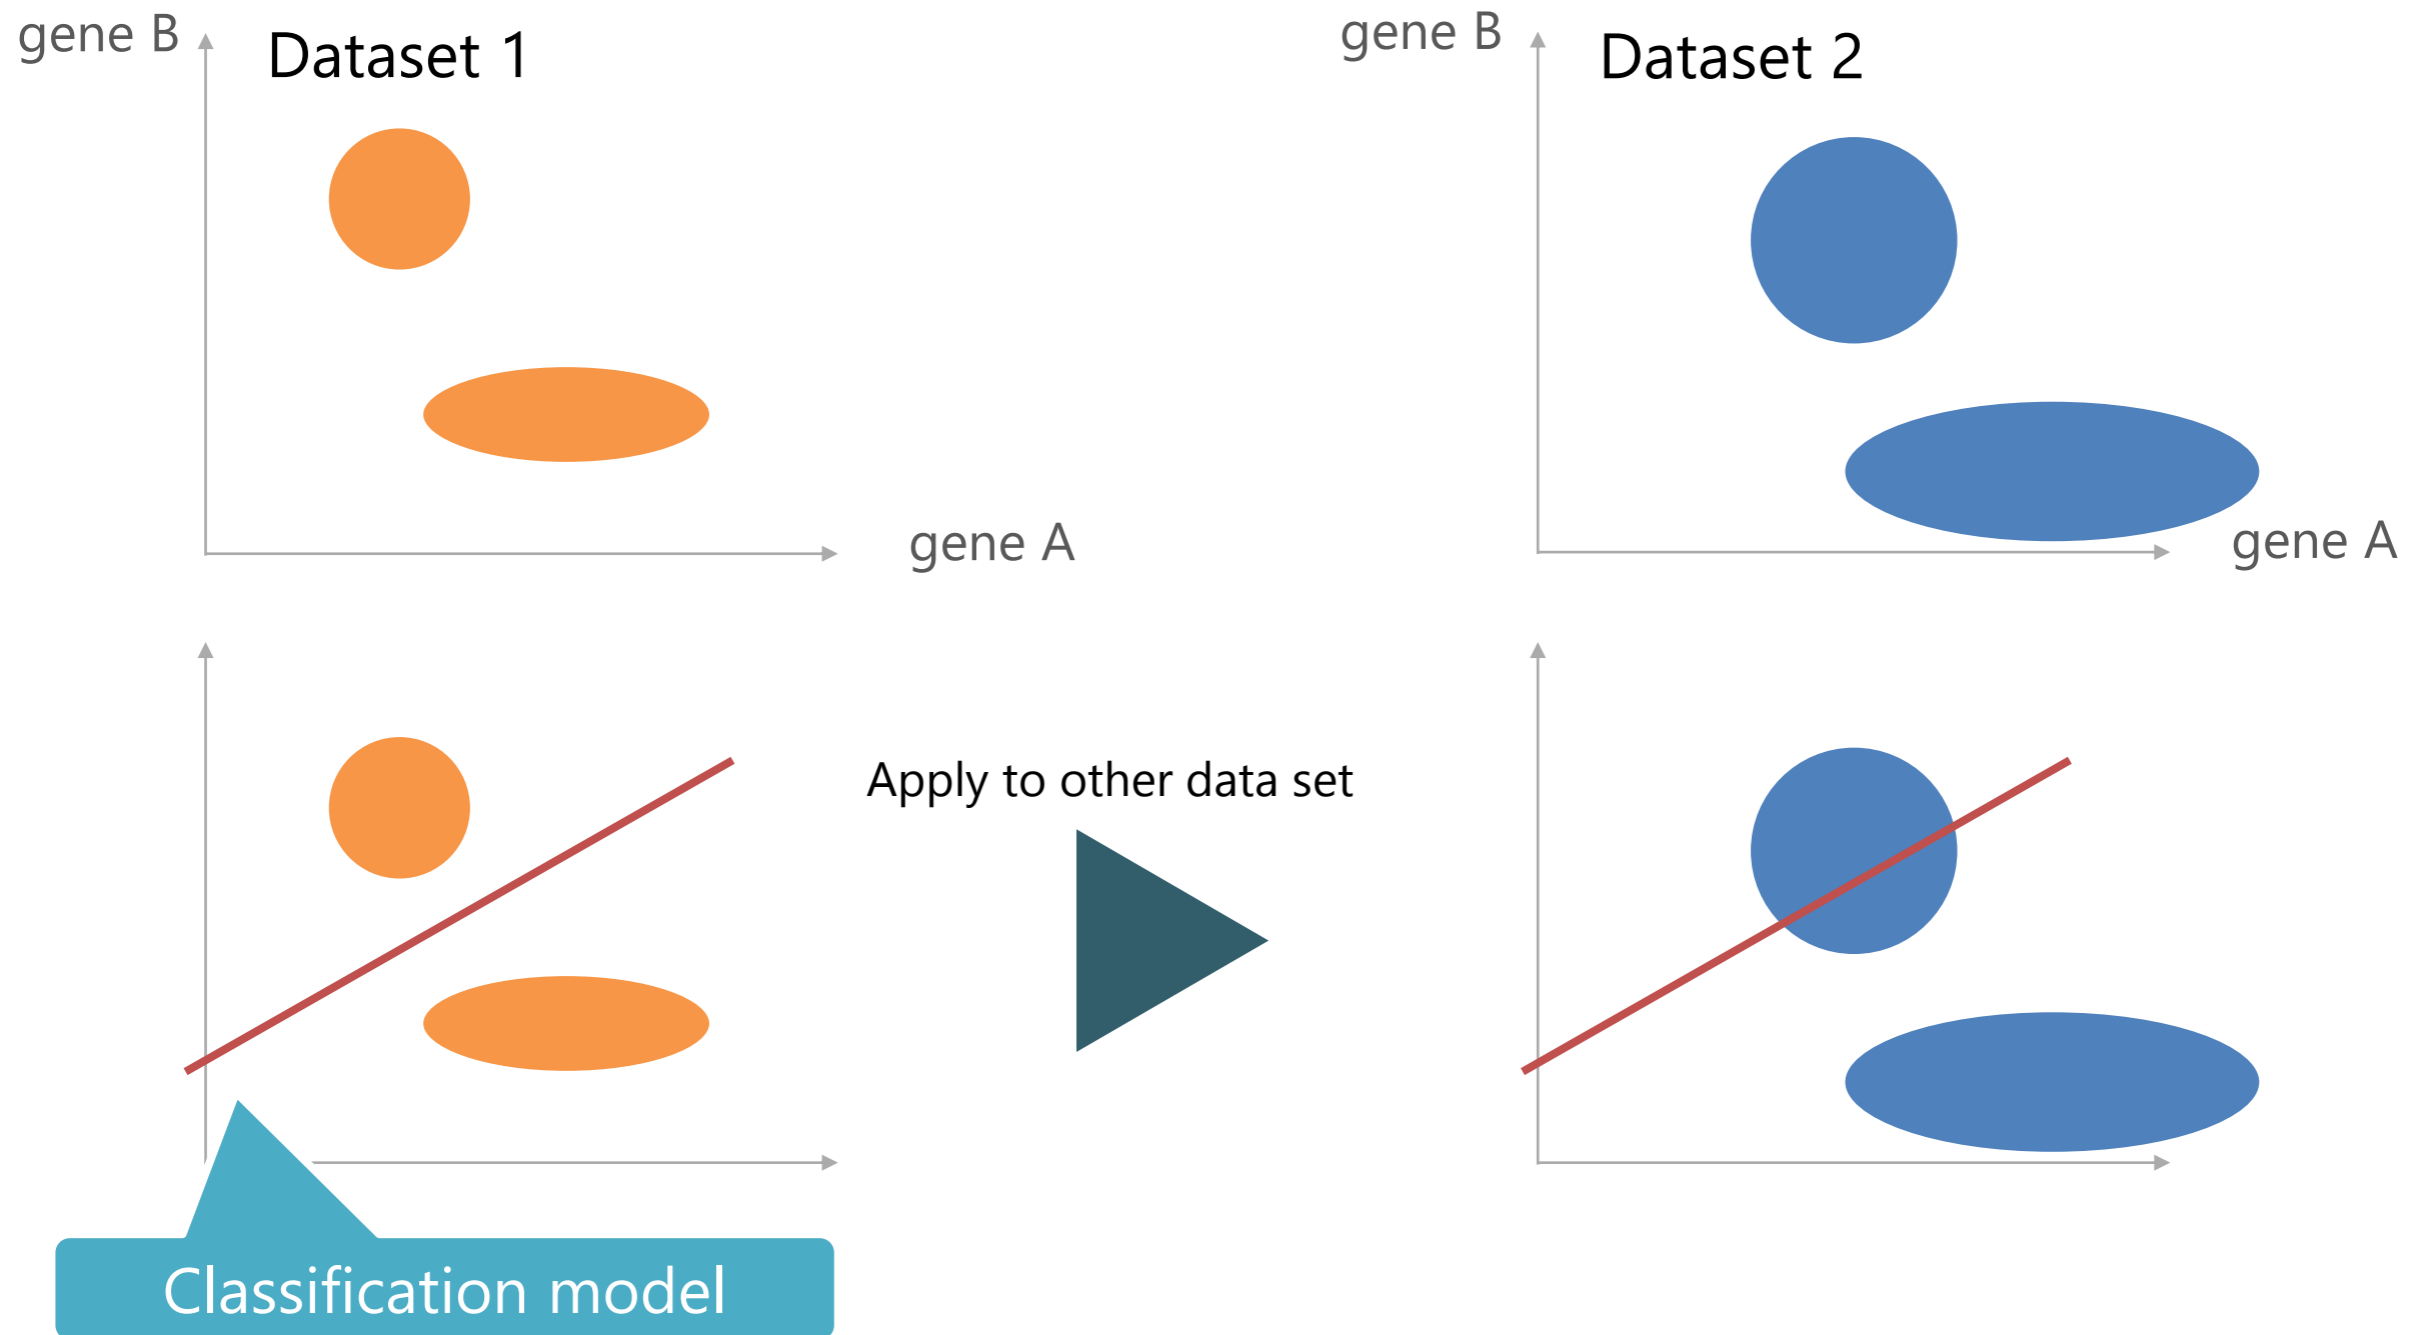 gene B
Dataset 1
gene A
gene B
Dataset 2
gene A
Apply to other data set
Classification model